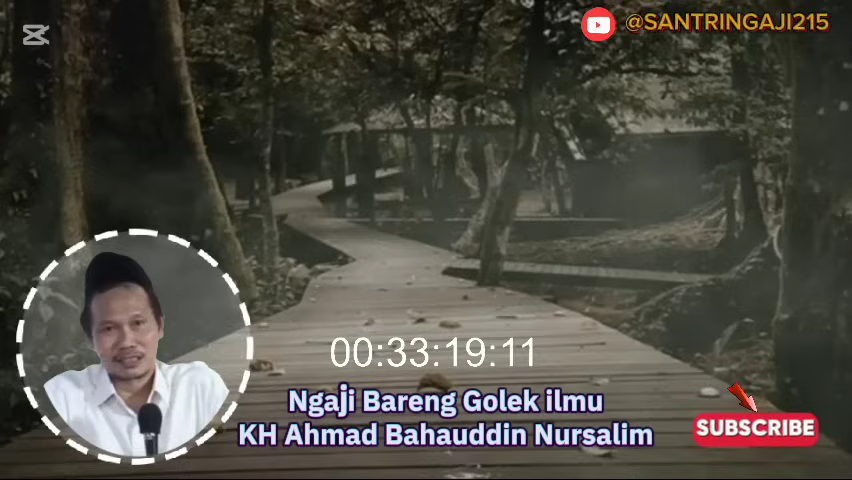 @SANTRINGAJI215
00:33:19:11
Ngaji Bareng Golek ilmu
KH Ahmad Bahauddin Nursalim
SUBSCRIBE